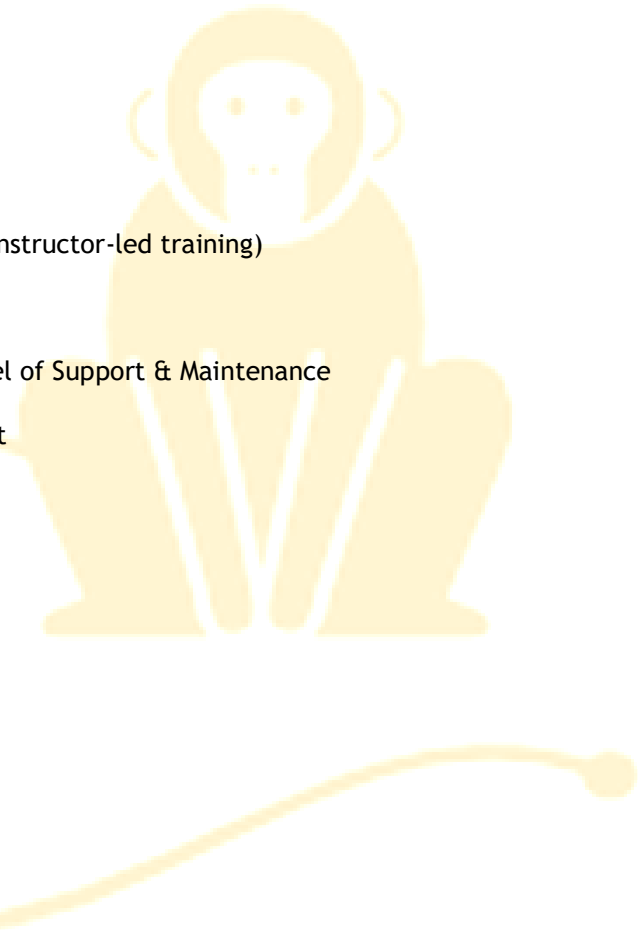 nstructor-led training)
el of Support & Maintenance
t